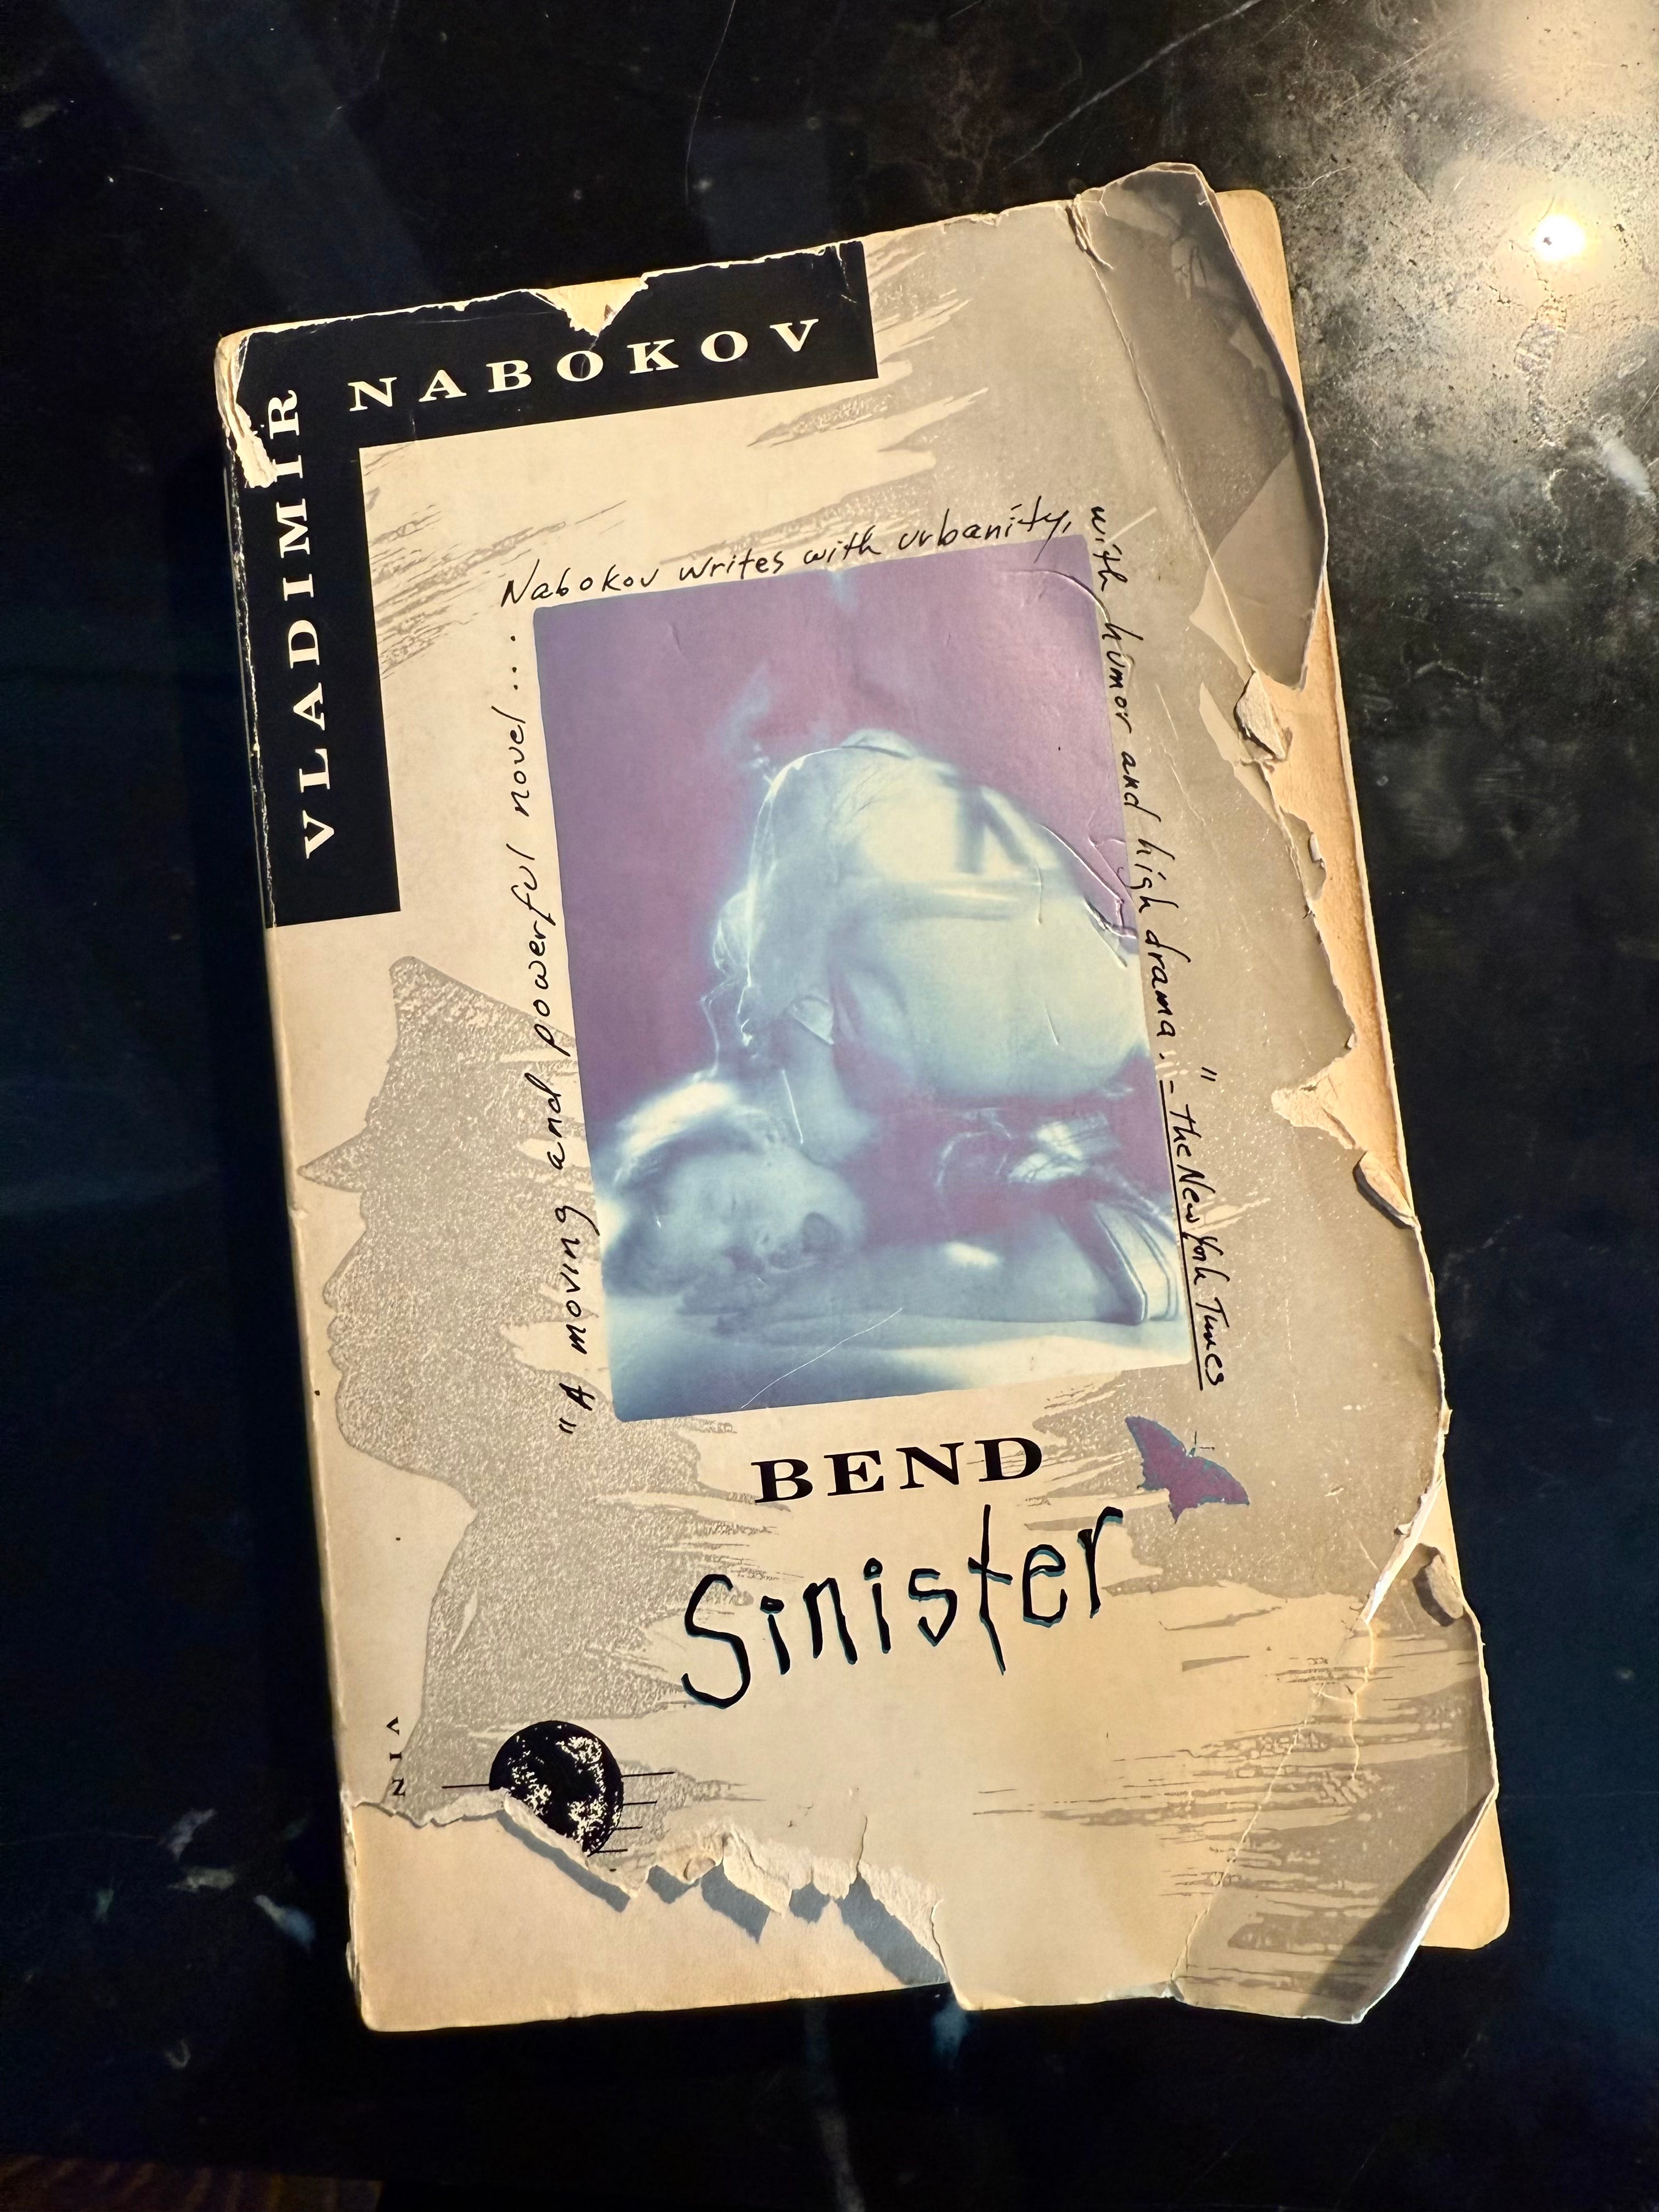 VLADIMIR
NABOKOV
"A moving and powerful novel...
Nabokov writes with urbanity,
with humor and high drama."
– The New York Times
BEND
Sinister
VIN